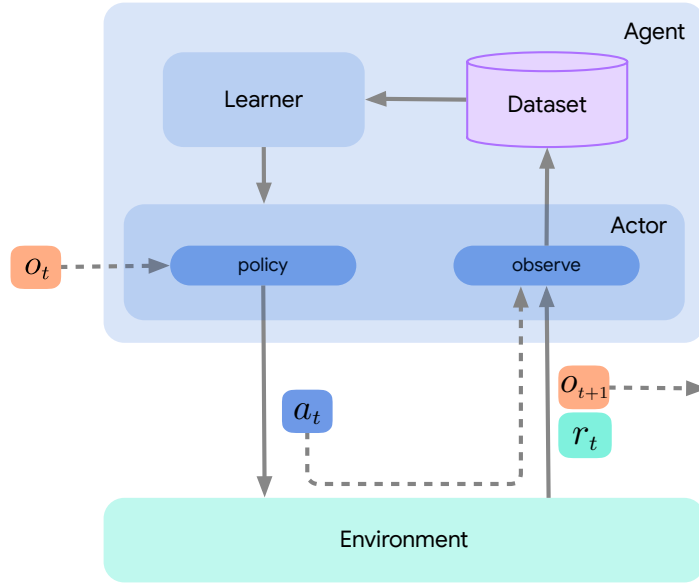 Agent
Learner
Dataset
Actor
policy
observe
o_t
a_t
o_{t+1}
r_t
Environment